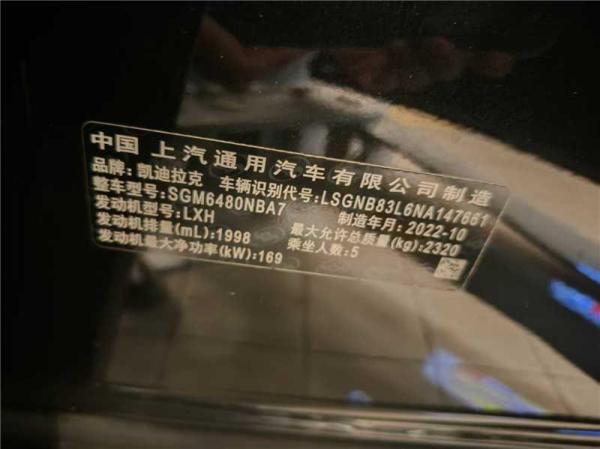 中国 上汽通用汽车有限公司制造
品牌: 凯迪拉克 车辆识别代号: LSGNB83L6NA147661
整车型号: SGM6480NBA7 制造年月: 2022-10
发动机型号: LXH 最大允许总质量(kg): 2320
发动机排量(mL): 1998 乘坐人数: 5
发动机最大净功率(kW): 169